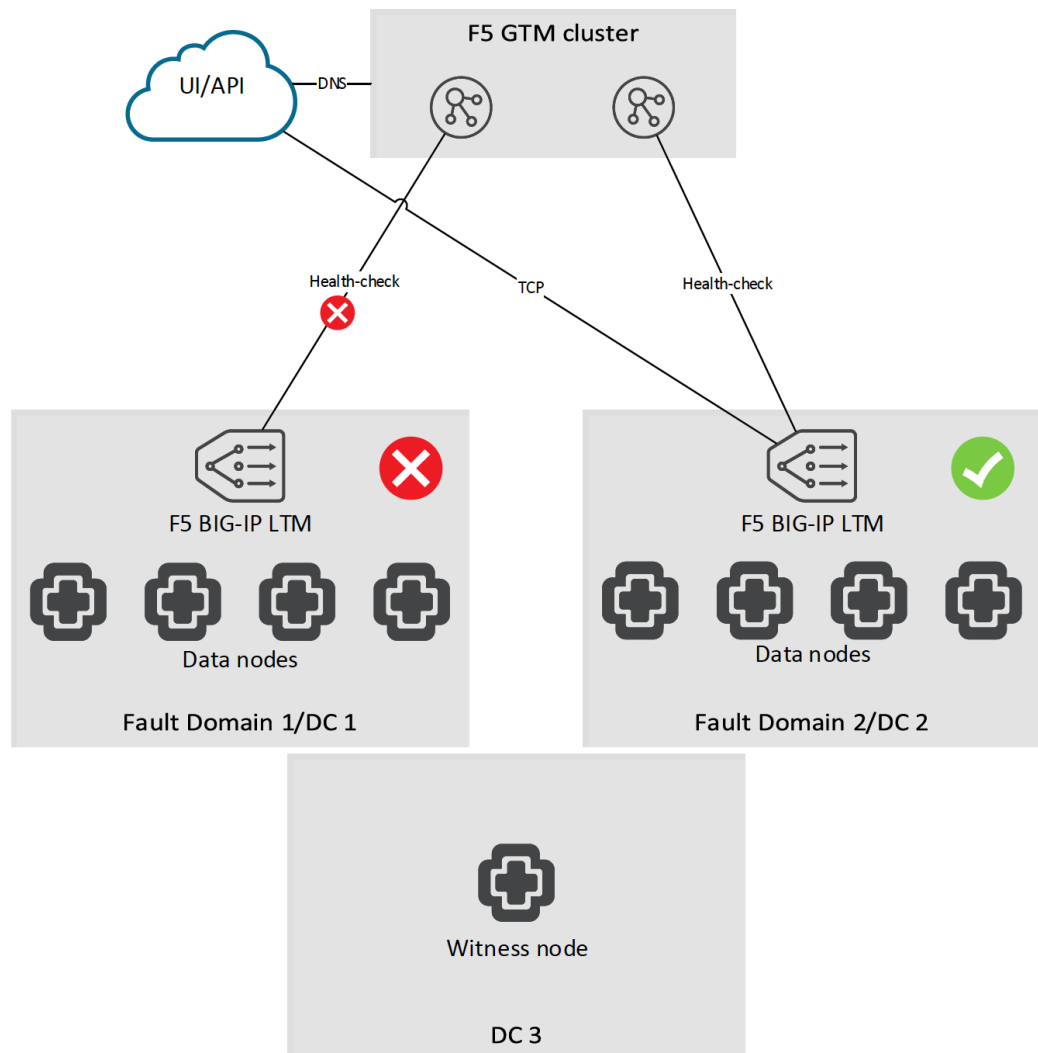 F5 GTM cluster
UI/API
DNS
Health-check
TCP
Health-check
F5 BIG-IP LTM
Data nodes
Fault Domain 1/DC 1
F5 BIG-IP LTM
Data nodes
Fault Domain 2/DC 2
Witness node
DC 3